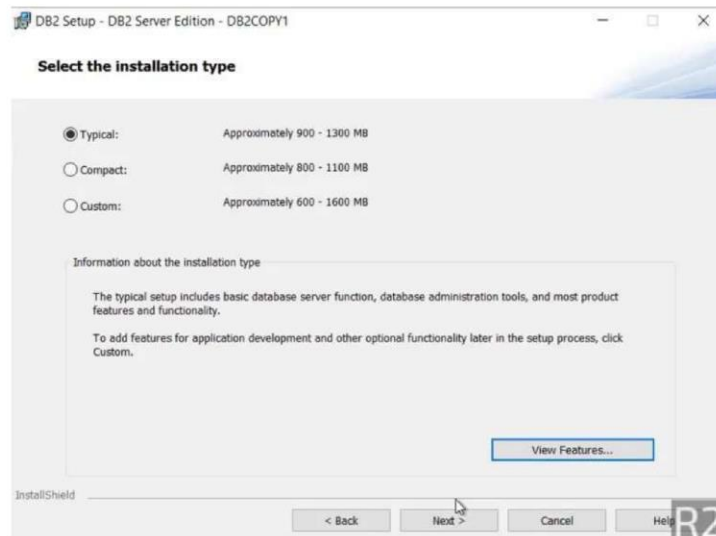 DB2 Setup - DB2 Server Edition - DB2COPY1
Select the installation type
Typical: Approximately 900 - 1300 MB
Compact: Approximately 800 - 1100 MB
Custom: Approximately 600 - 1600 MB
Information about the installation type
The typical setup includes basic database server function, database administration tools, and most product
features and functionality.
To add features for application development and other optional functionality later in the setup process, click
Custom.
View Features...
InstallShield
< Back Next > Cancel Help
R2